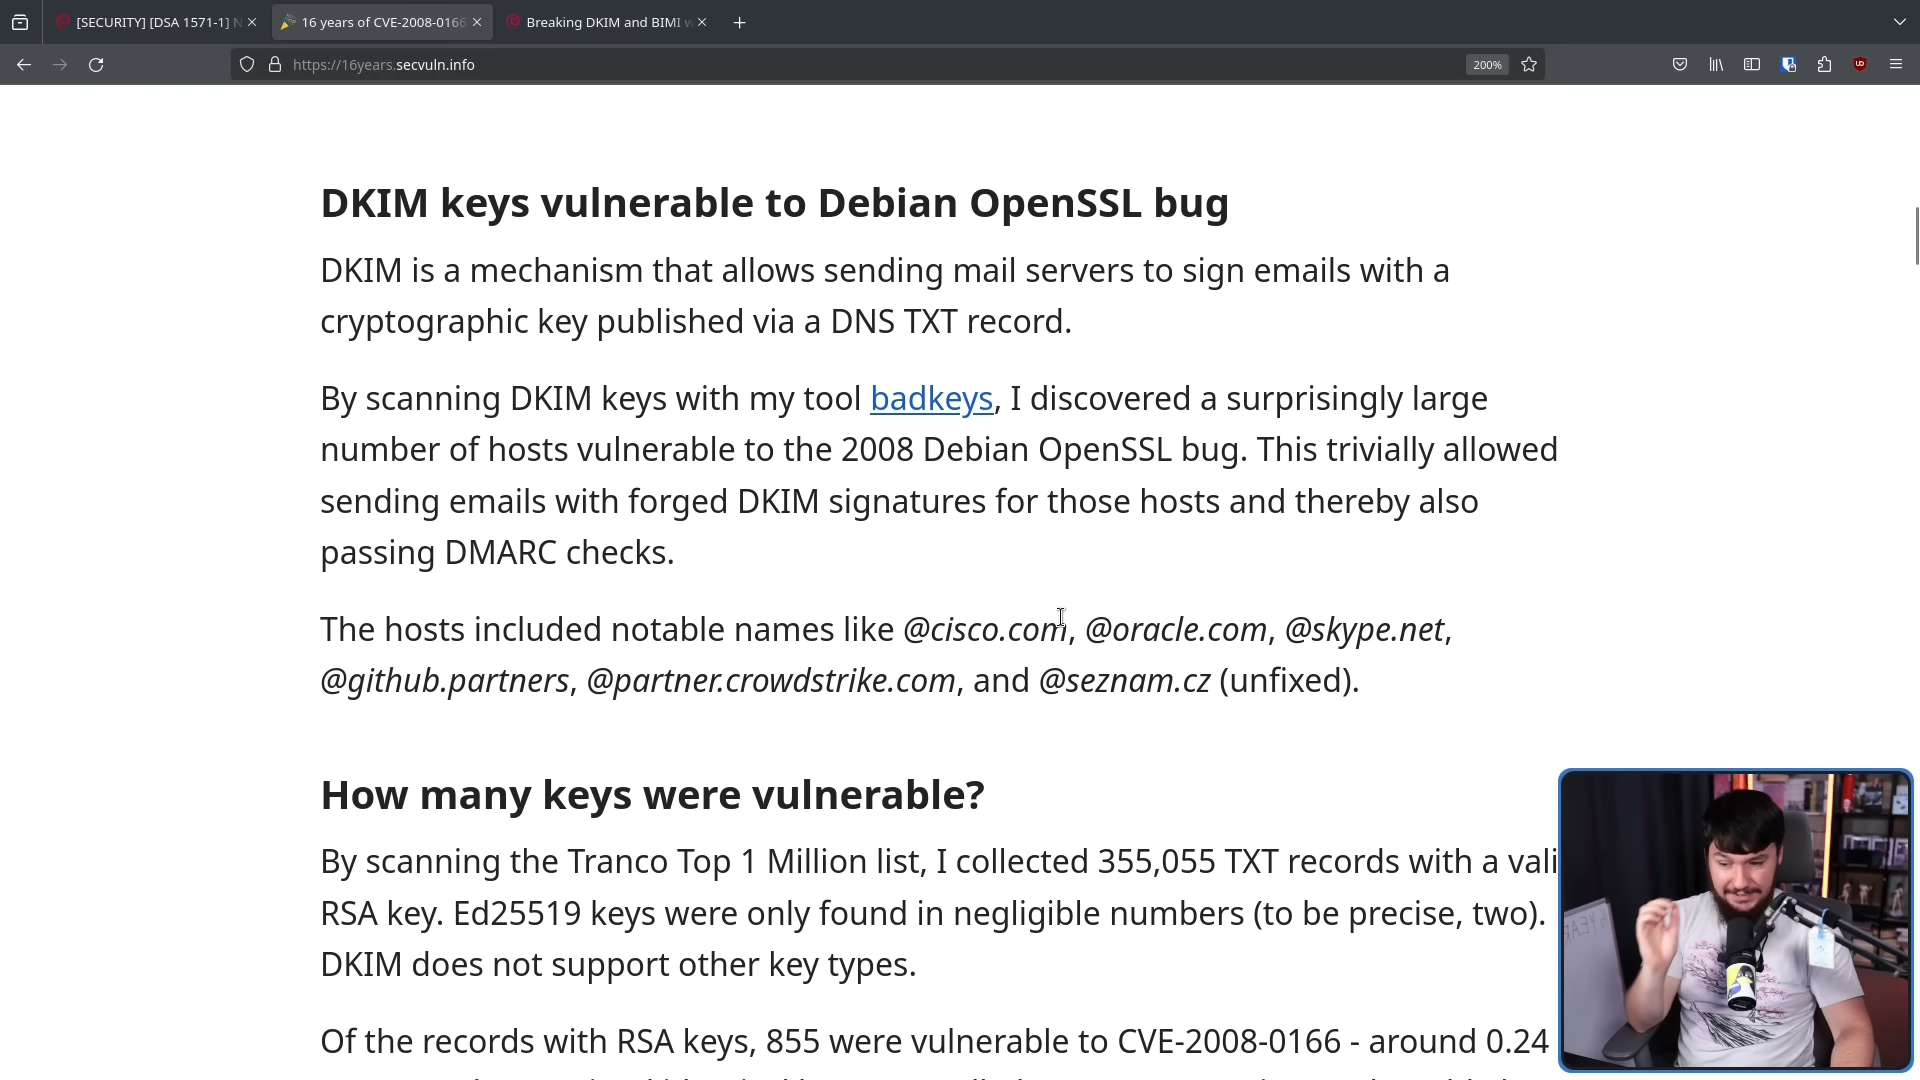 [SECURITY] [DSA 1571-1] N
16 years of CVE-2008-0166
Breaking DKIM and BIMI w
https://16years.secvuln.info
200%
DKIM keys vulnerable to Debian OpenSSL bug
DKIM is a mechanism that allows sending mail servers to sign emails with a
cryptographic key published via a DNS TXT record.
By scanning DKIM keys with my tool badkeys, I discovered a surprisingly large
number of hosts vulnerable to the 2008 Debian OpenSSL bug. This trivially allowed
sending emails with forged DKIM signatures for those hosts and thereby also
passing DMARC checks.
The hosts included notable names like @cisco.com, @oracle.com, @skype.net,
@github.partners, @partner.crowdstrike.com, and @seznam.cz (unfixed).
How many keys were vulnerable?
By scanning the Tranco Top 1 Million list, I collected 355,055 TXT records with a vali
RSA key. Ed25519 keys were only found in negligible numbers (to be precise, two).
DKIM does not support other key types.
Of the records with RSA keys, 855 were vulnerable to CVE-2008-0166 - around 0.24